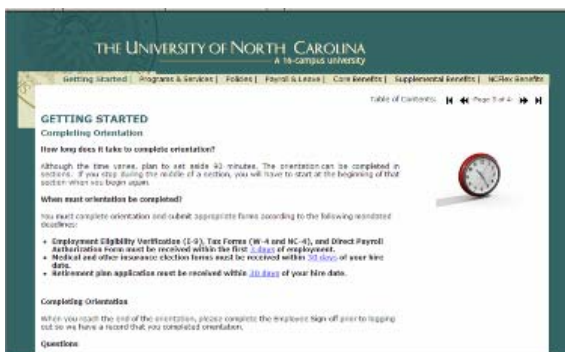 THE UNIVERSITY OF NORTH CAROLINA
A 16-campus university
Getting Started | Programs & Services | Policies | Payroll & Leave | Core Benefits | Supplemental Benefits | NCFlex Benefits
Table of Contents: Page 3 of 4
GETTING STARTED
Completing Orientation
How long does it take to complete orientation?
Although the time varies, plan to set aside 90 minutes. The orientation can be completed in
sections. If you stop during the middle of a section, you will have to start at the beginning of that
section when you begin again.
When must orientation be completed?
You must complete orientation and submit appropriate forms according to the following mandated
deadlines:
• Employment Eligibility Verification (I-9), Tax Forms (W-4 and NC-4), and Direct Payroll
Authorization Form must be received within the first 3 days of employment.
• Medical and other insurance election forms must be received within 30 days of your hire
date.
• Retirement plan application must be received within 30 days of your hire date.
Completing Orientation
When you reach the end of the orientation, please complete the Employee Sign-off prior to logging
out so we have a record that you completed orientation.
Questions